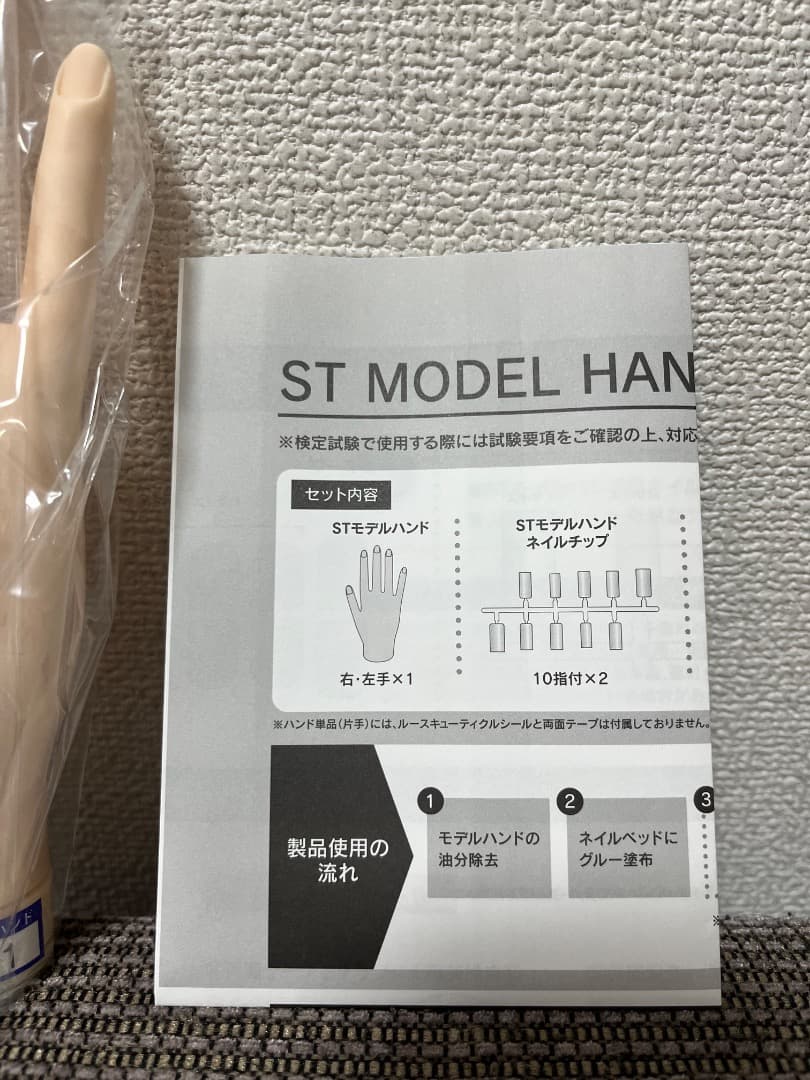 ST MODEL HAN
※検定試験で使用する際には試験要項をご確認の上、対応
セット内容
STモデルハンド
右・左手×1
STモデルハンド
ネイルチップ
10指付×2
※ハンド単品(片手)には、ルースキューティクルシールと両面テープは付属しておりません。
製品使用の
流れ
1
モデルハンドの
油分除去
2
ネイルベッドに
グルー塗布
3
※
ンド
1